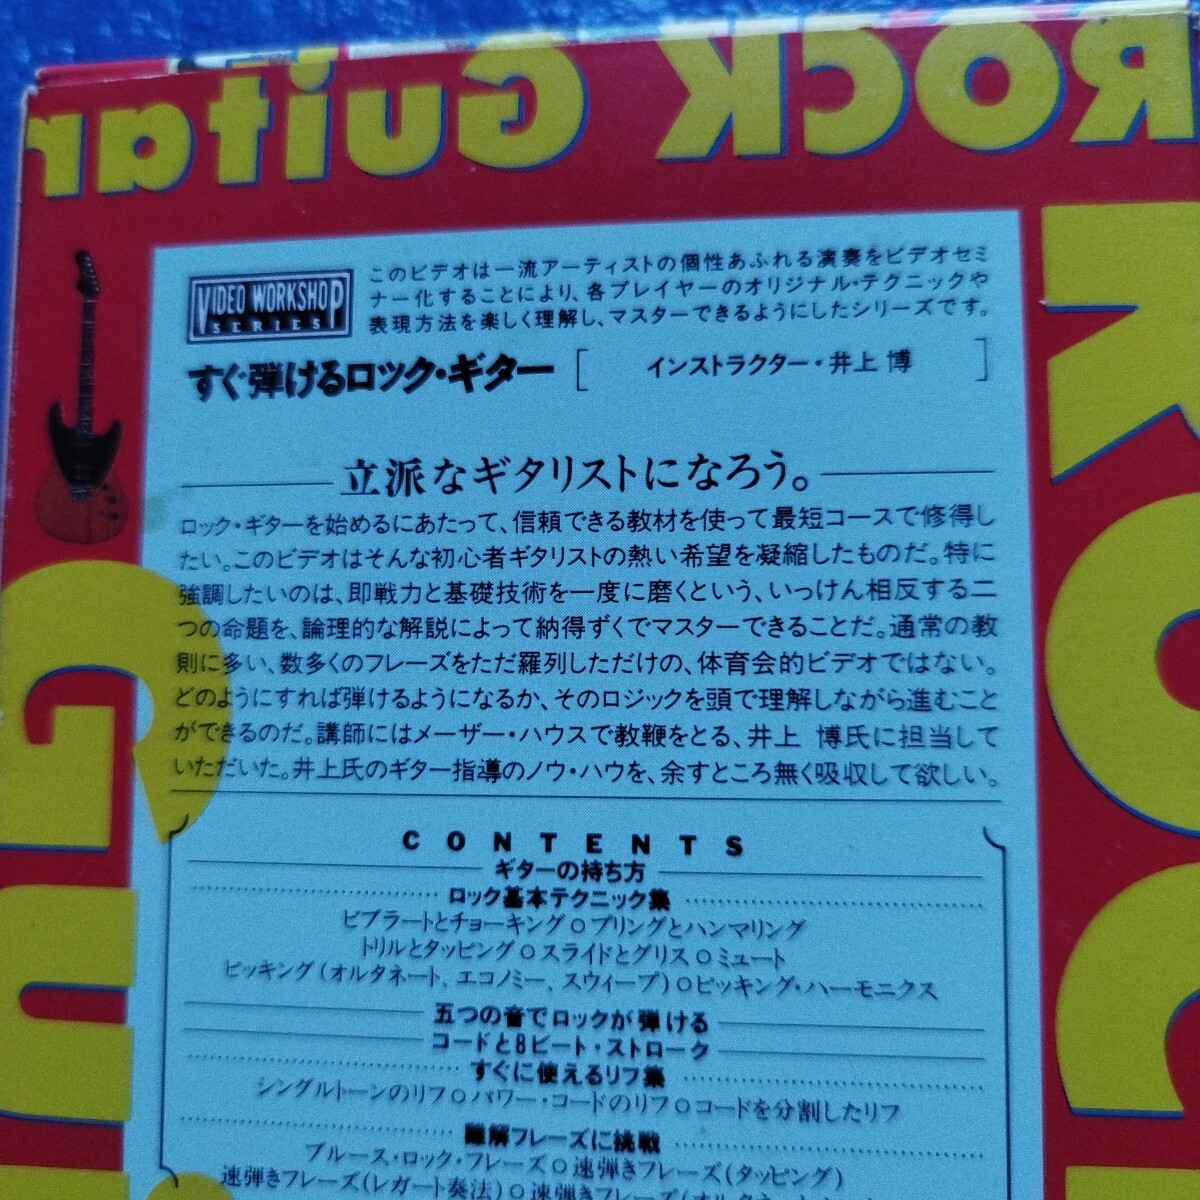 ROCK Guitar
VIDEO WORKSHOP
SERIES
このビデオは一流アーティストの個性あふれる演奏をビデオセミ
ナー化することにより、各プレイヤーのオリジナル・テクニックや
表現方法を楽しく理解し、マスターできるようにしたシリーズです。
すぐ弾けるロック・ギター [ インストラクター・井上 博 ]
立派なギタリストになろう。
ロック・ギターを始めるにあたって、信頼できる教材を使って最短コースで修得し
たい。このビデオはそんな初心者ギタリストの熱い希望を凝縮したものだ。特に
強調したいのは、即戦力と基礎技術を一度に磨くという、いっけん相反する二
つの命題を、論理的な解説によって納得ずくでマスターできることだ。通常の教
則に多い、数多くのフレーズをただ羅列しただけの、体育会的ビデオではない。
どのようにすれば弾けるようになるか、そのロジックを頭で理解しながら進むこと
ができるのだ。講師にはメーザー・ハウスで教鞭をとる、井上 博氏に担当して
いただいた。井上氏のギター指導のノウ・ハウを、余すところ無く吸収して欲しい。
CONTENTS
ギターの持ち方
ロック基本テクニック集
ビブラートとチョーキング○プリングとハンマリング
トリルとタッピング○スライドとグリス○ミュート
ピッキング(オルタネート、エコノミー、スウィープ)○ピッキング・ハーモニクス
五つの音でロックが弾ける
コードと8ビート・ストローク
すぐに使えるリフ集
シングルトーンのリフ○パワー・コードのリフ○コードを分割したリフ
難解フレーズに挑戦
ブルース・ロック・フレーズ○速弾きフレーズ(タッピング)
速弾きフレーズ(レガート奏法)○速弾きフレーズ